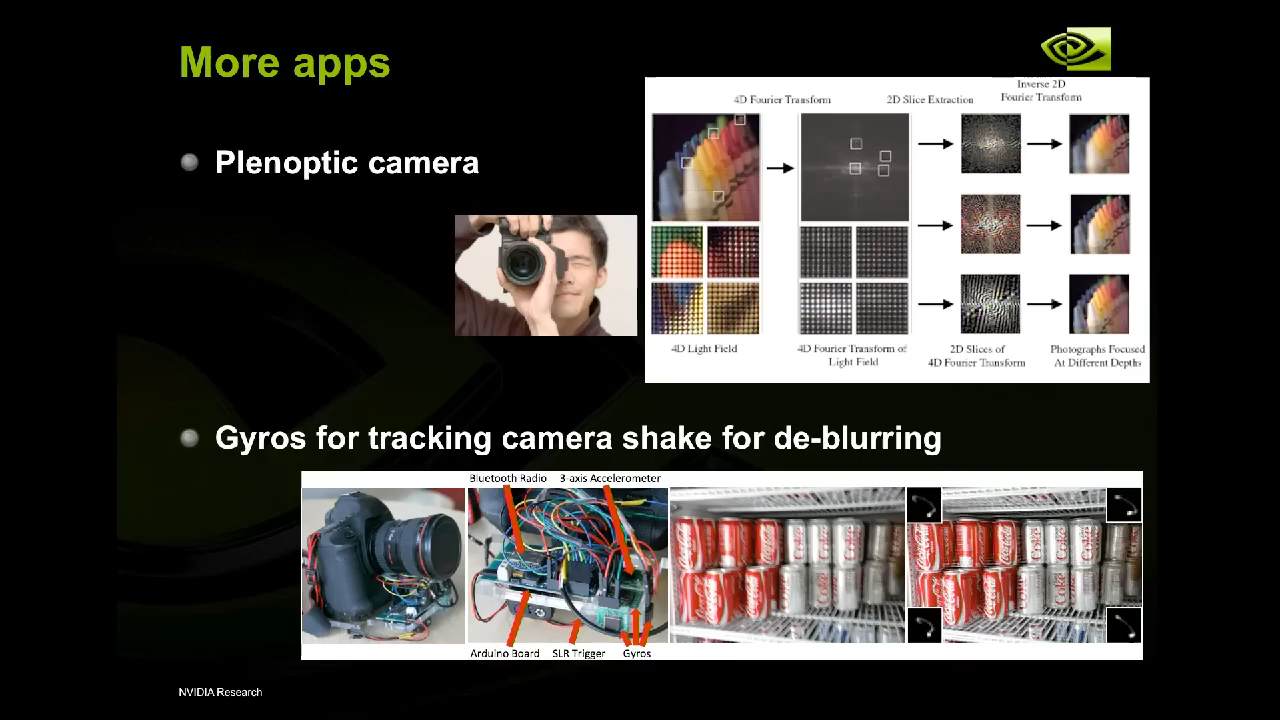 More apps
Plenoptic camera
4D Fourier Transform
2D Slice Extraction
Inverse 2D
Fourier Transform
4D Light Field
4D Fourier Transform of
Light Field
2D Slices of
4D Fourier Transform
Photographs Focused
At Different Depths
Gyros for tracking camera shake for de-blurring
Bluetooth Radio
3-axis Accelerometer
Arduino Board
SLR Trigger
Gyros
NVIDIA Research